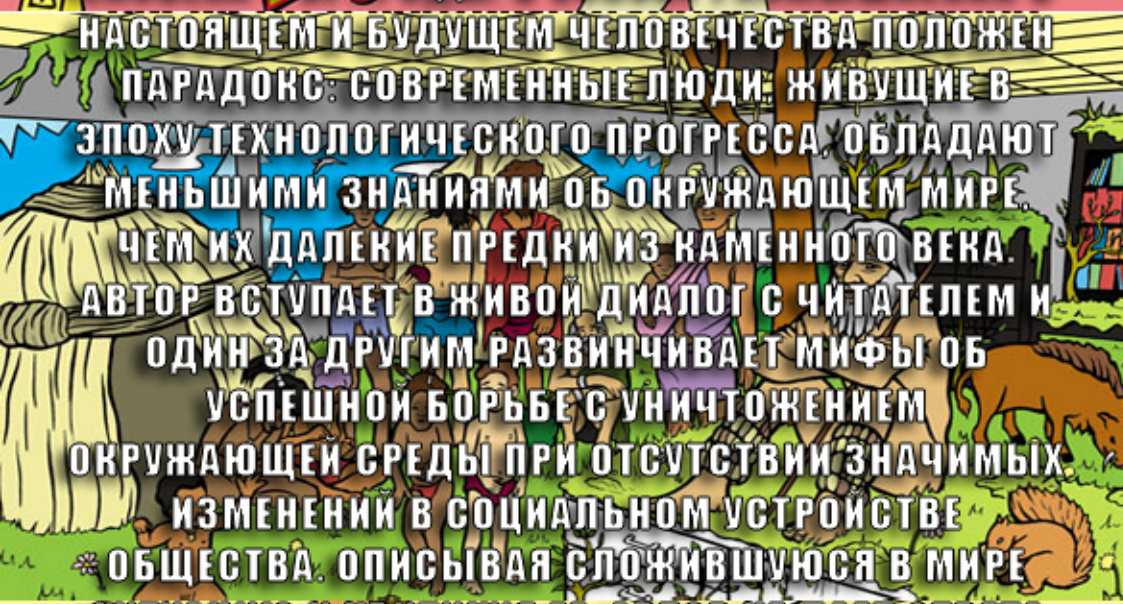 НАСТОЯЩЕМ И БУДУЩЕМ ЧЕЛОВЕЧЕСТВА ПОЛОЖЕН
ПАРАДОКС: СОВРЕМЕННЫЕ ЛЮДИ, ЖИВУЩИЕ В
ЭПОХУ ТЕХНОЛОГИЧЕСКОГО ПРОГРЕССА, ОБЛАДАЮТ
МЕНЬШИМИ ЗНАНИЯМИ ОБ ОКРУЖАЮЩЕМ МИРЕ,
ЧЕМ ИХ ДАЛЕКИЕ ПРЕДКИ ИЗ КАМЕННОГО ВЕКА.
АВТОР ВСТУПАЕТ В ЖИВОЙ ДИАЛОГ С ЧИТАТЕЛЕМ И
ОДИН ЗА ДРУГИМ РАЗВИНЧИВАЕТ МИФЫ ОБ
УСПЕШНОЙ БОРЬБЕ С УНИЧТОЖЕНИЕМ
ОКРУЖАЮЩЕЙ СРЕДЫ ПРИ ОТСУТСТВИИ ЗНАЧИМЫХ
ИЗМЕНЕНИЙ В СОЦИАЛЬНОМ УСТРОЙСТВЕ
ОБЩЕСТВА. ОПИСЫВАЯ СЛОЖИВШУЮСЯ В МИРЕ